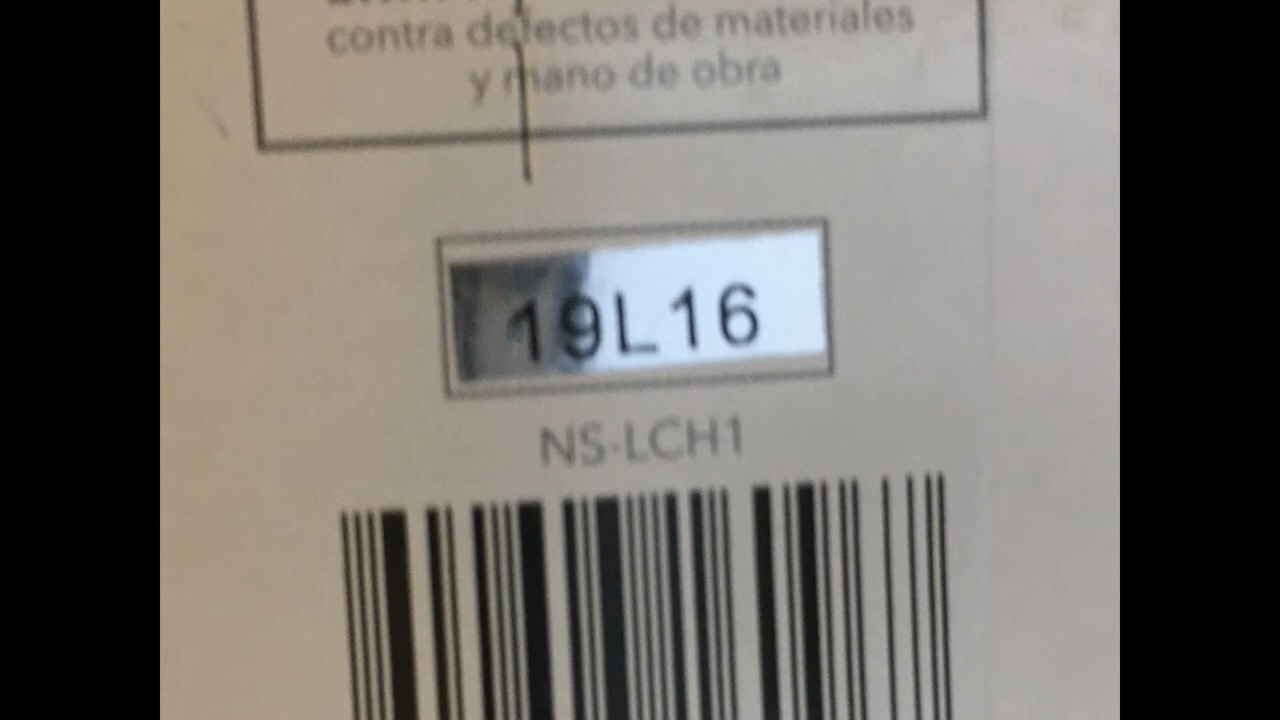 contra defectos de materiales
y mano de obra
19L16
NS-LCH1